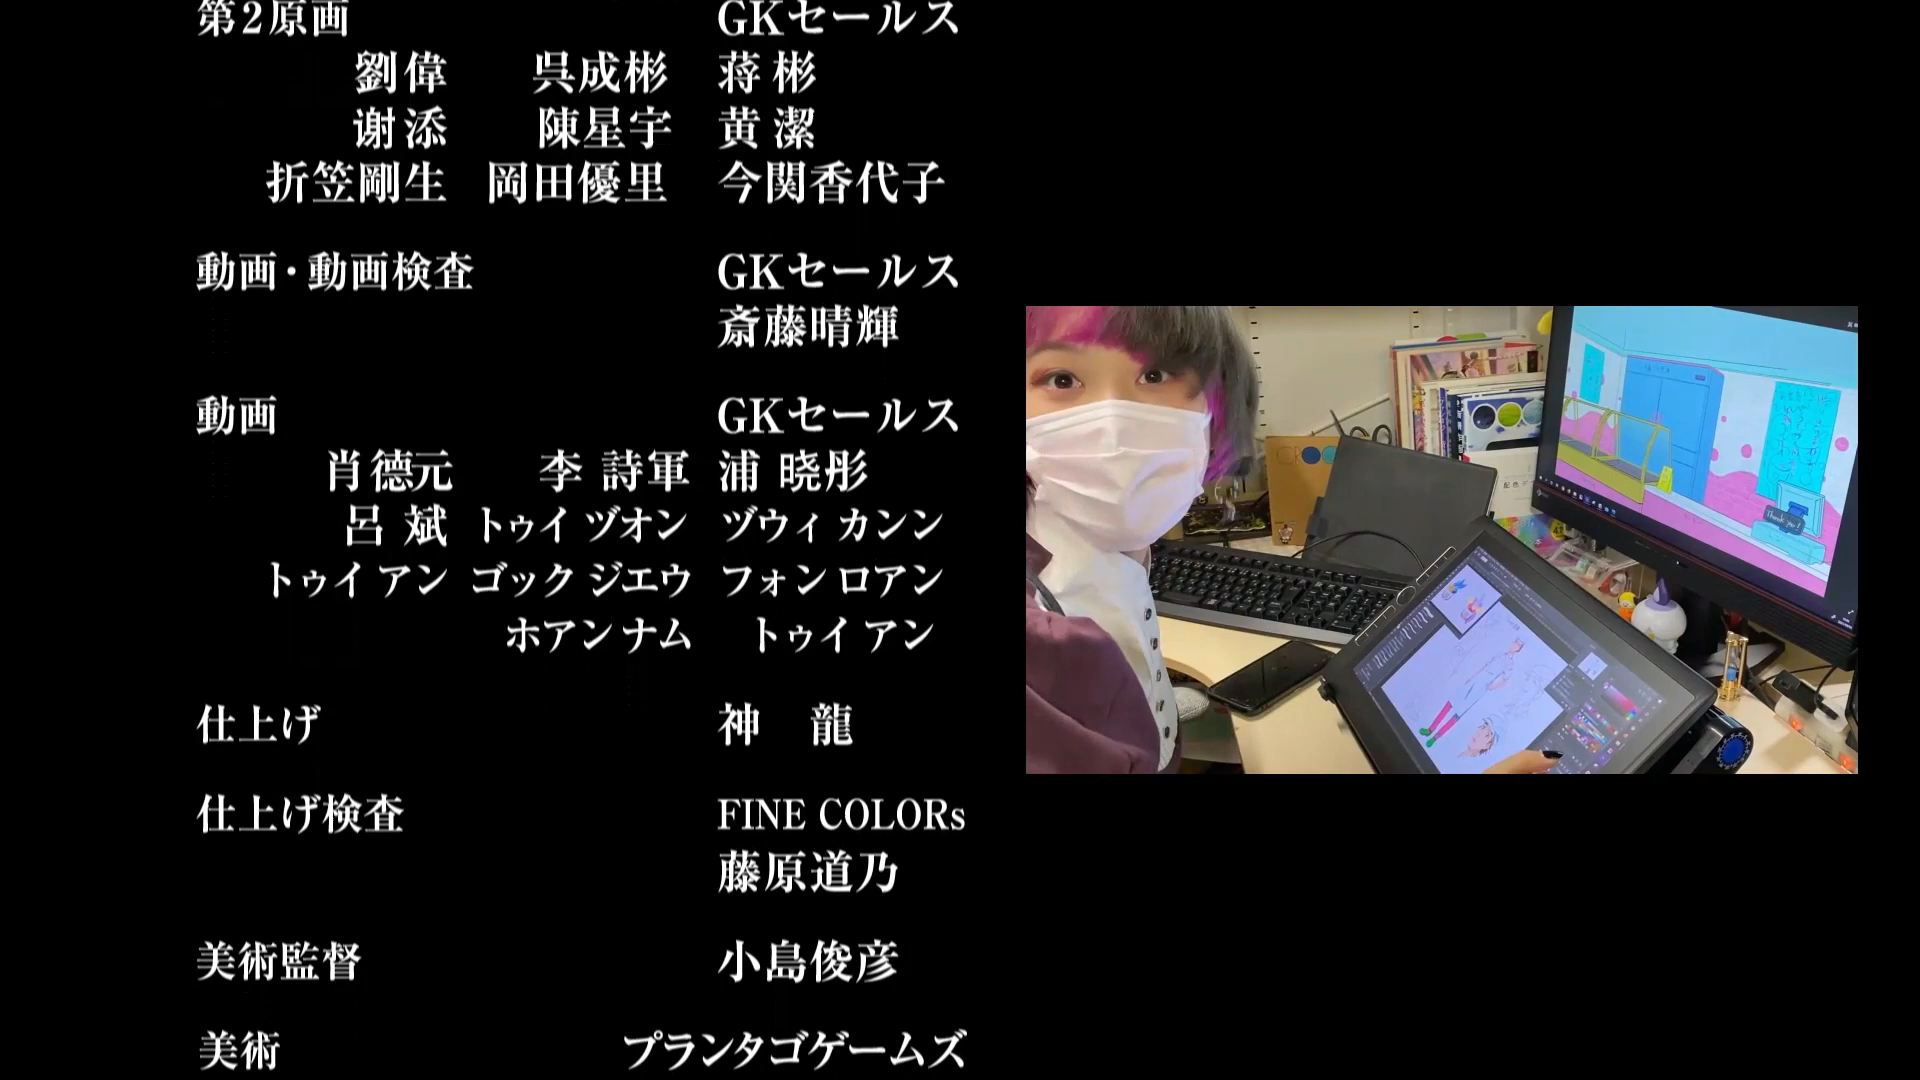 第2原画 GKセールス
劉偉 呉成彬 蒋彬
谢添 陳星宇 黄潔
折笠剛生 岡田優里 今関香代子
動画・動画検査 GKセールス
斎藤晴輝
動画 GKセールス
肖德元 李詩軍 浦晓彤
呂斌 トゥイ ヅオン ヅウィ カンン
トゥイ アン ゴック ジエウ フォン ロアン
ホアン ナム トゥイ アン
仕上げ 神 龍
仕上げ検査 FINE COLORs
藤原道乃
美術監督 小島俊彦
美術 プランタゴゲームズ
Thank you!